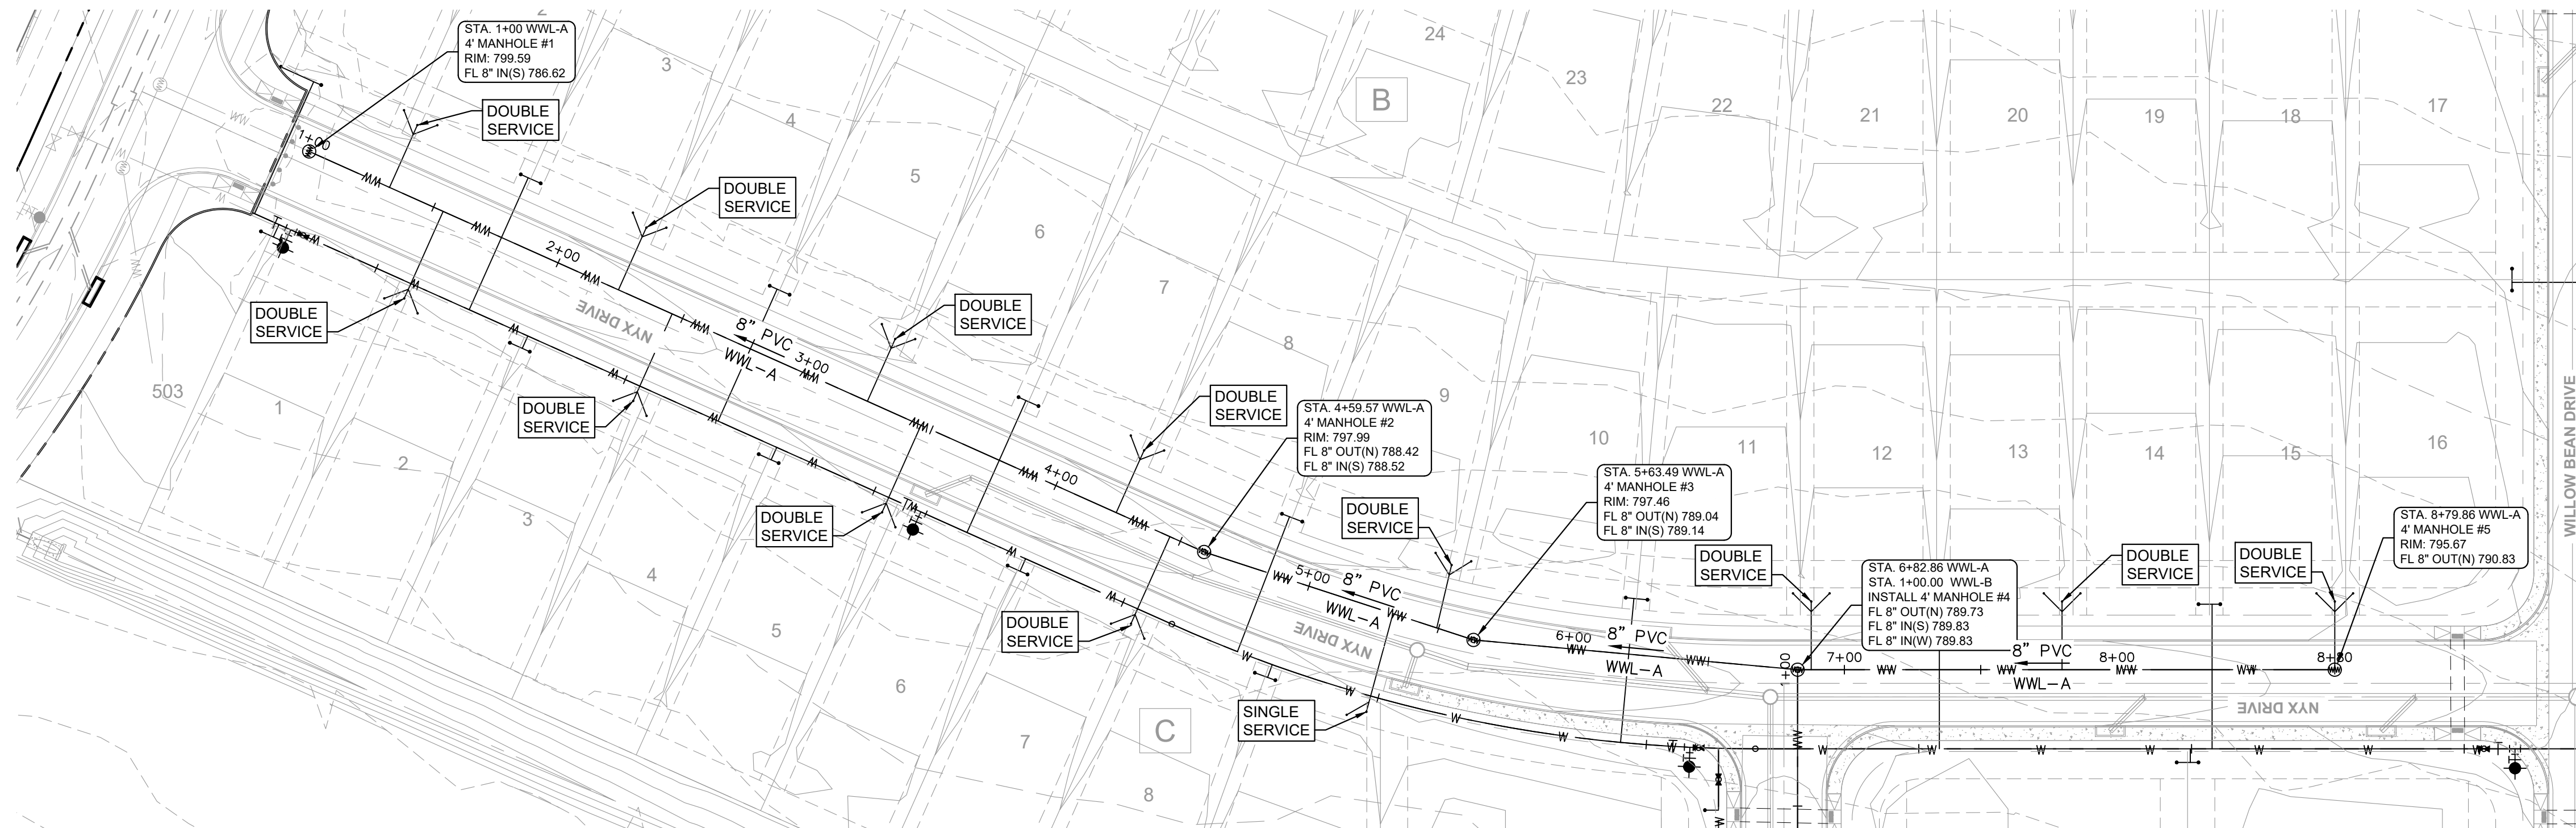 STA. 1+00 WWL-A
4' MANHOLE #1
RIM: 799.59
FL 8" IN(S) 786.62
DOUBLE
SERVICE
DOUBLE
SERVICE
DOUBLE
SERVICE
DOUBLE
SERVICE
STA. 4+59.57 WWL-A
4' MANHOLE #2
RIM: 797.99
FL 8" OUT(N) 788.42
FL 8" IN(S) 788.52
STA. 5+63.49 WWL-A
4' MANHOLE #3
RIM: 797.46
FL 8" OUT(N) 789.04
FL 8" IN(S) 789.14
DOUBLE
SERVICE
DOUBLE
SERVICE
STA. 6+82.86 WWL-A
STA. 1+00.00 WWL-B
INSTALL 4' MANHOLE #4
FL 8" OUT(N) 789.73
FL 8" IN(S) 789.83
FL 8" IN(W) 789.83
DOUBLE
SERVICE
DOUBLE
SERVICE
STA. 8+79.86 WWL-A
4' MANHOLE #5
RIM: 795.67
FL 8" OUT(N) 790.83
DOUBLE
SERVICE
DOUBLE
SERVICE
DOUBLE
SERVICE
DOUBLE
SERVICE
SINGLE
SERVICE
1+00
2+00
8” PVC
3+00
WWL-A
4+00
5+00
8” PVC
WWL-A
6+00
8” PVC
WWL-A
1+00
7+00
8” PVC
8+00
WWL-A
8+80
NYX DRIVE
NYX DRIVE
NYX DRIVE
WILLOW BEAN DRIVE
B
C
2
3
4
5
6
7
8
9
10
11
12
13
14
15
16
17
18
19
20
21
22
23
24
503
1
2
3
4
5
6
7
8